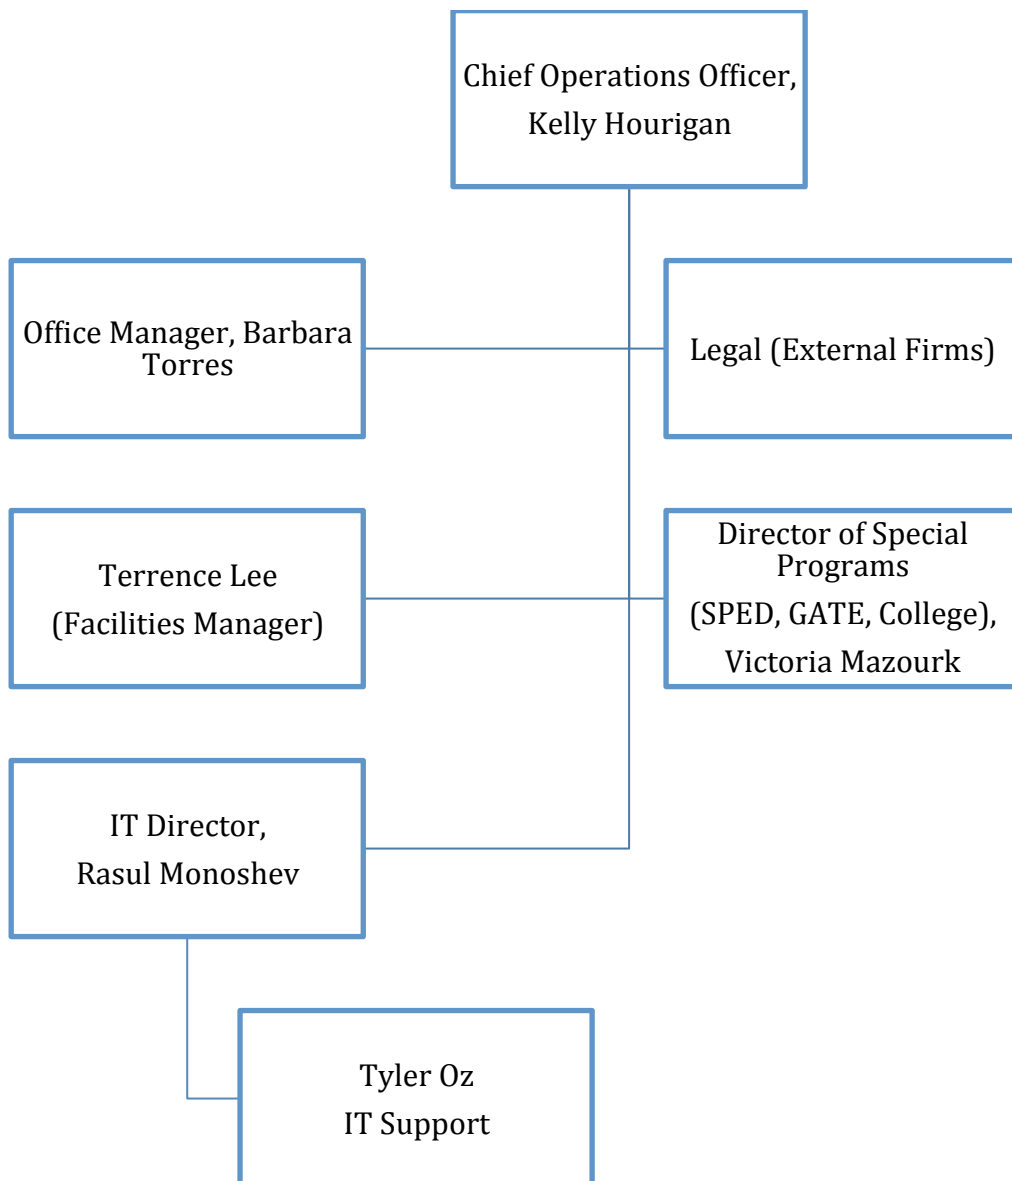 Chief Operations Officer,
Kelly Hourigan
Office Manager, Barbara
Torres
Legal (External Firms)
Terrence Lee
(Facilities Manager)
Director of Special
Programs
(SPED, GATE, College),
Victoria Mazourk
IT Director,
Rasul Monoshev
Tyler Oz
IT Support